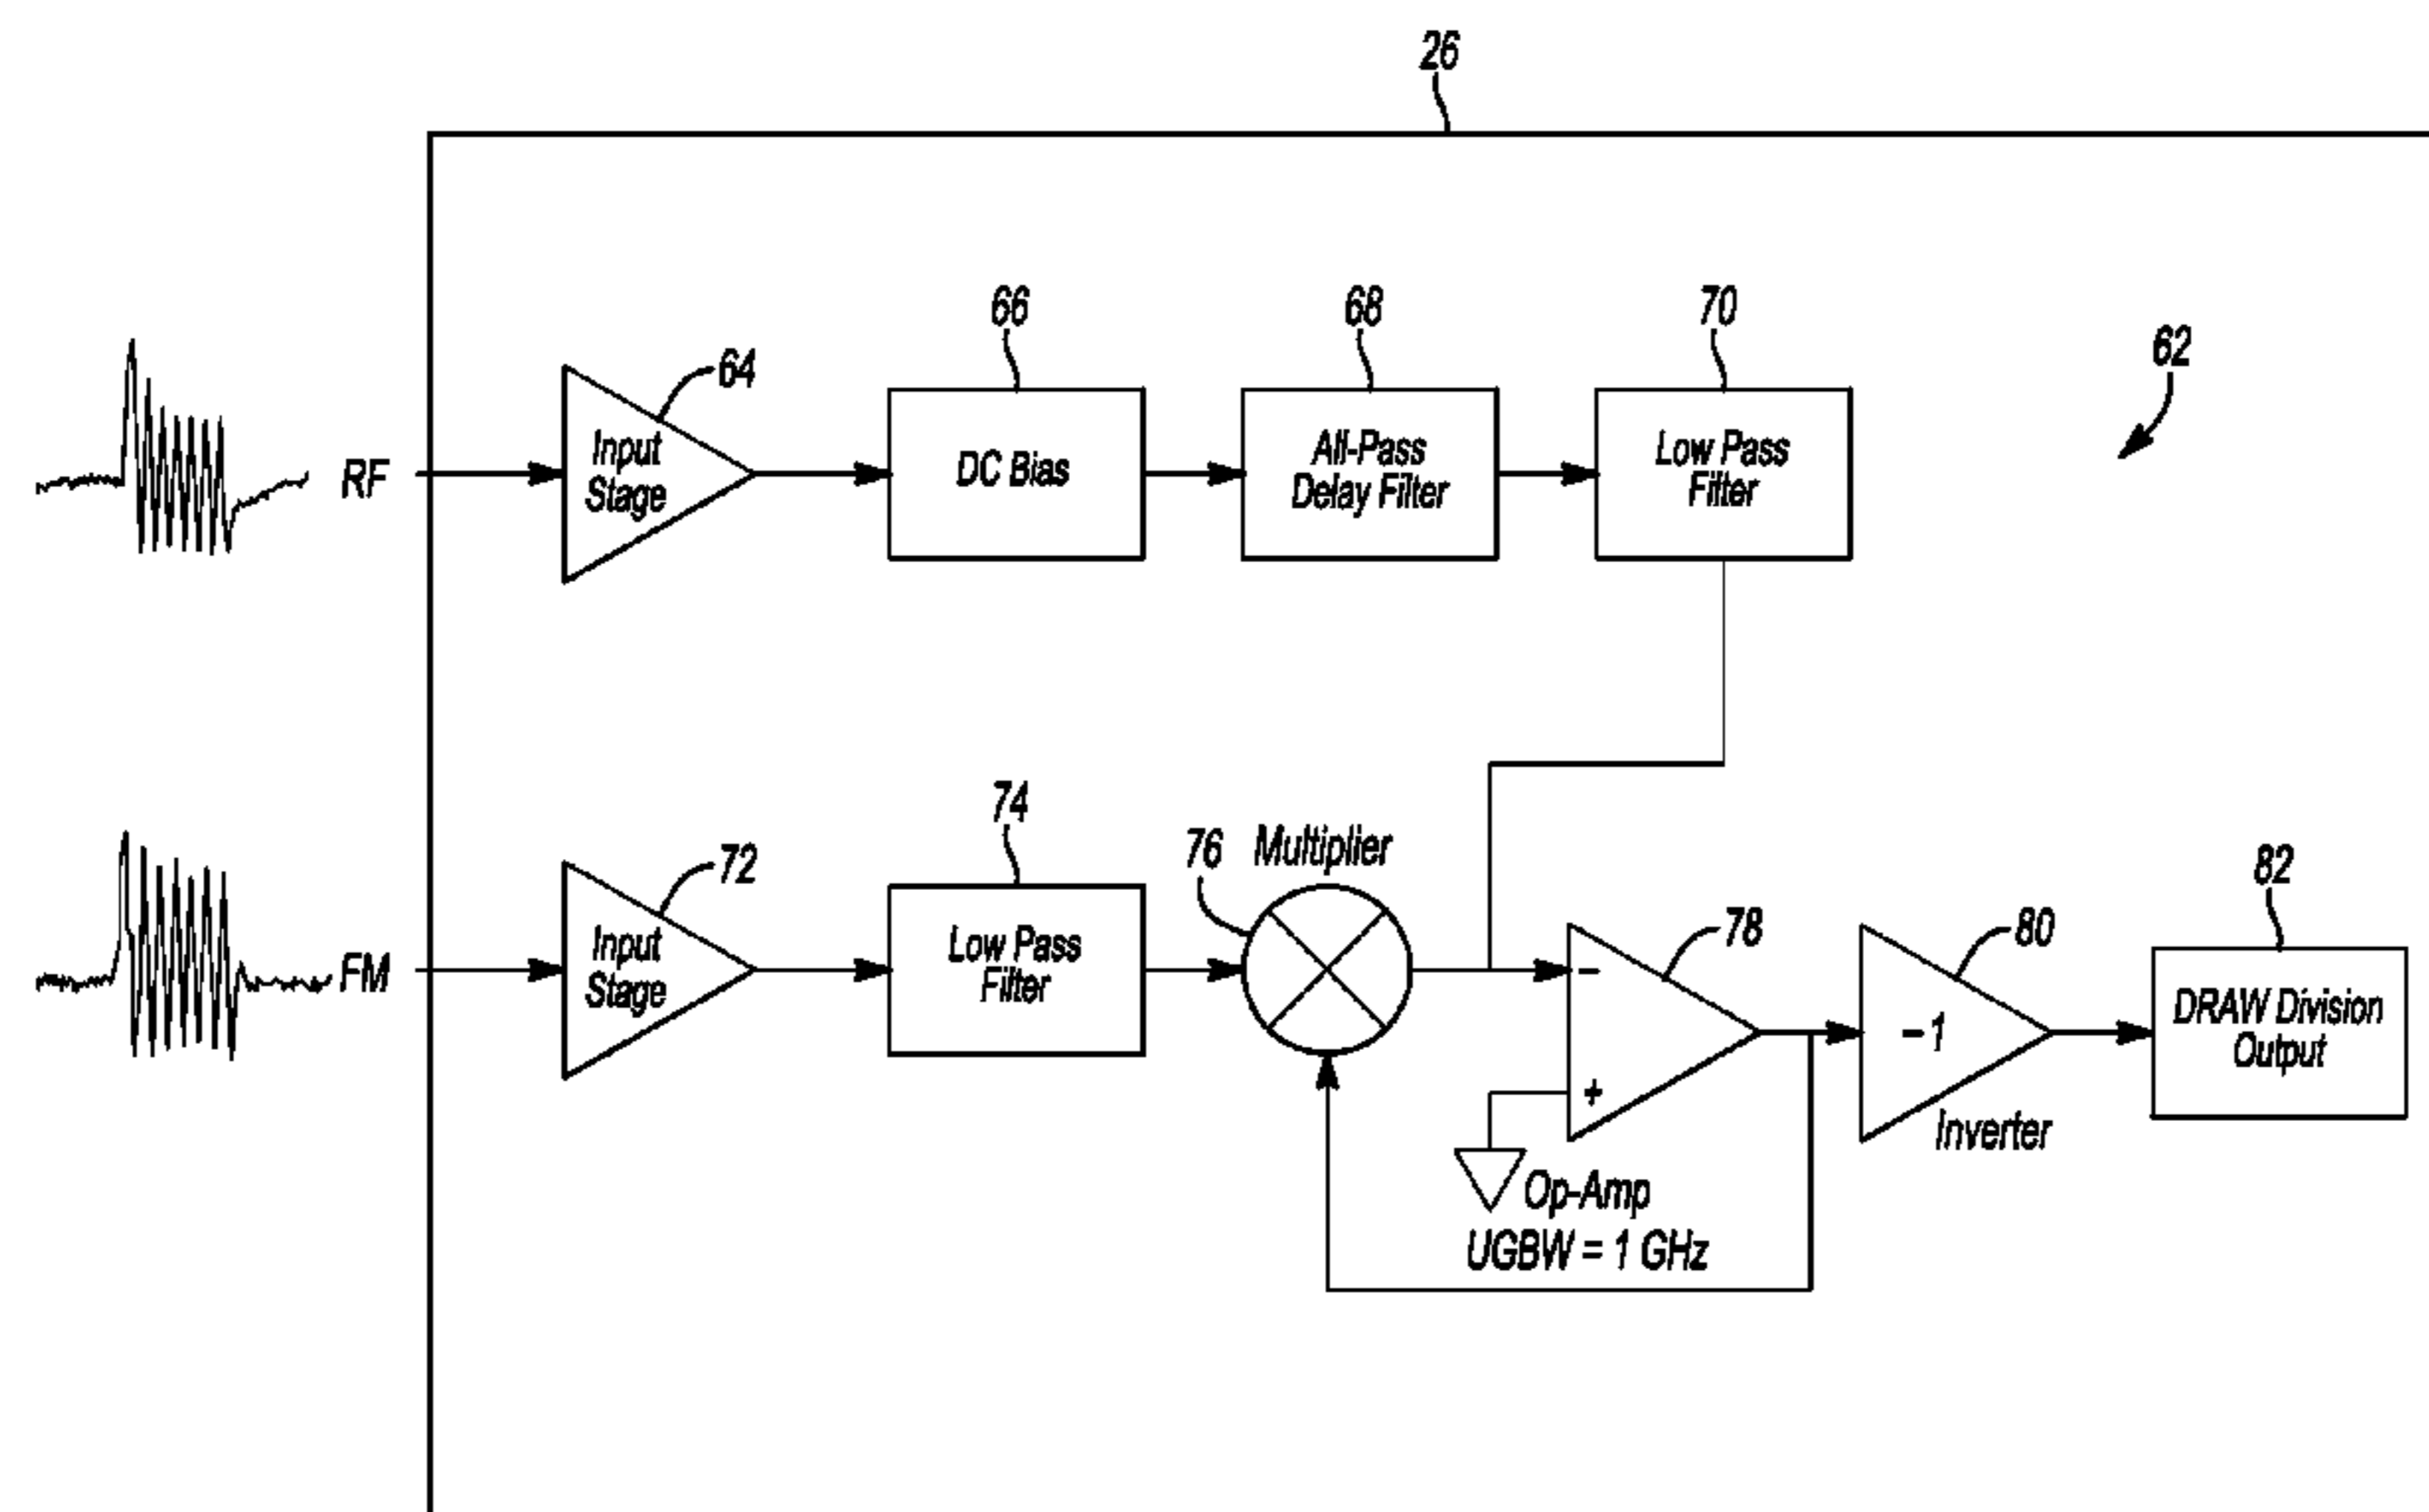 26
66
68
70
62
64
RF
Input
Stage
DC Bias
All-Pass
Delay Filter
Low Pass
Filter
74
76
Multiplier
72
78
80
82
FM
Input
Stage
Low Pass
Filter
−
+
−1
DRAW Division
Output
Inverter
Op-Amp
UGBW = 1 GHz